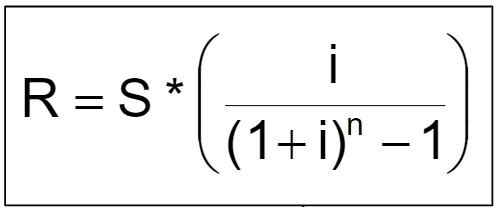 R = S * ( i / ((1+i)^n − 1) )